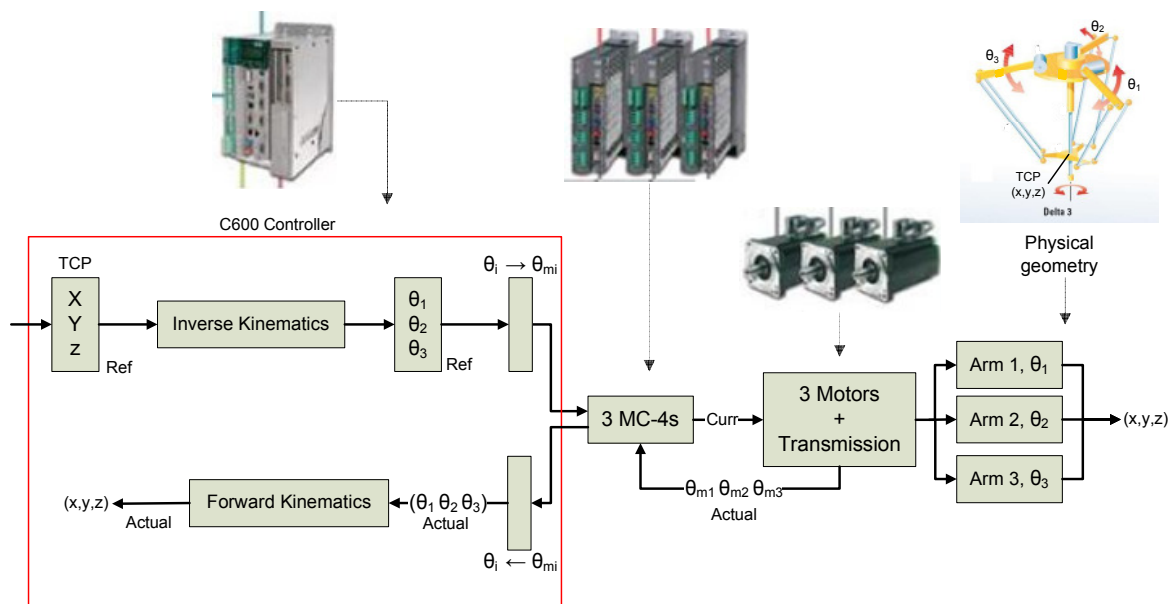 θ₂
θ₃
θ₁
TCP
(x,y,z)
Delta 3
C600 Controller
Physical
geometry
TCP
θᵢ → θₘᵢ
X
Y
z
Ref
Inverse Kinematics
θ₁
θ₂
θ₃
Ref
3 MC-4s
Curr
3 Motors
+
Transmission
Arm 1, θ₁
Arm 2, θ₂
Arm 3, θ₃
(x,y,z)
θₘ₁ θₘ₂ θₘ₃
Actual
(x,y,z)
Actual
Forward Kinematics
(θ₁ θ₂ θ₃)
Actual
θᵢ ← θₘᵢ